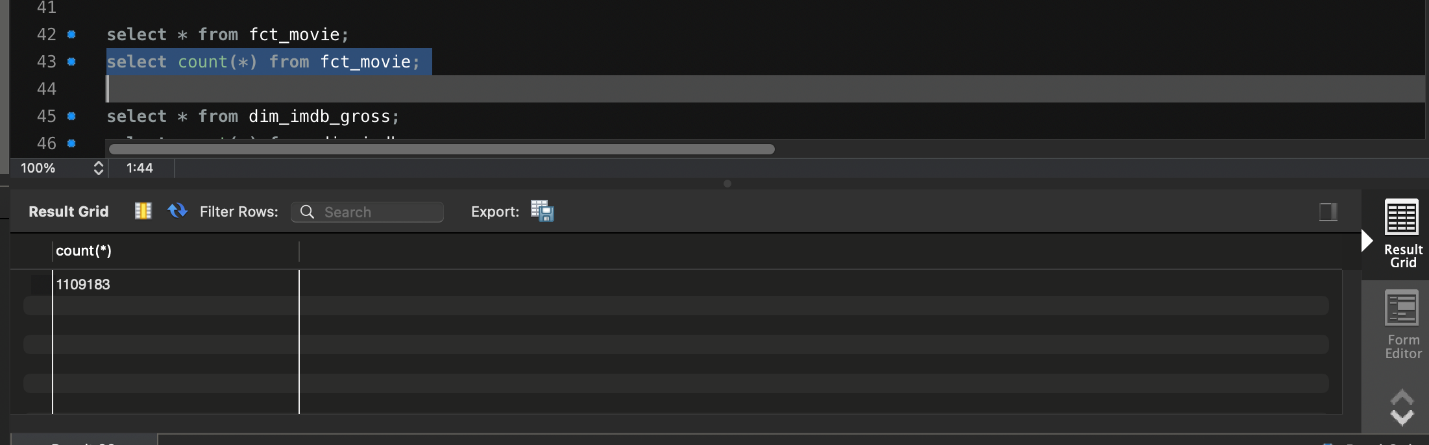 41
42 select * from fct_movie;
43 select count(*) from fct_movie;
44
45 select * from dim_imdb_gross;
46
100% 1:44
Result Grid Filter Rows: Search Export:
count(*)
1109183
Result
Grid
Form
Editor